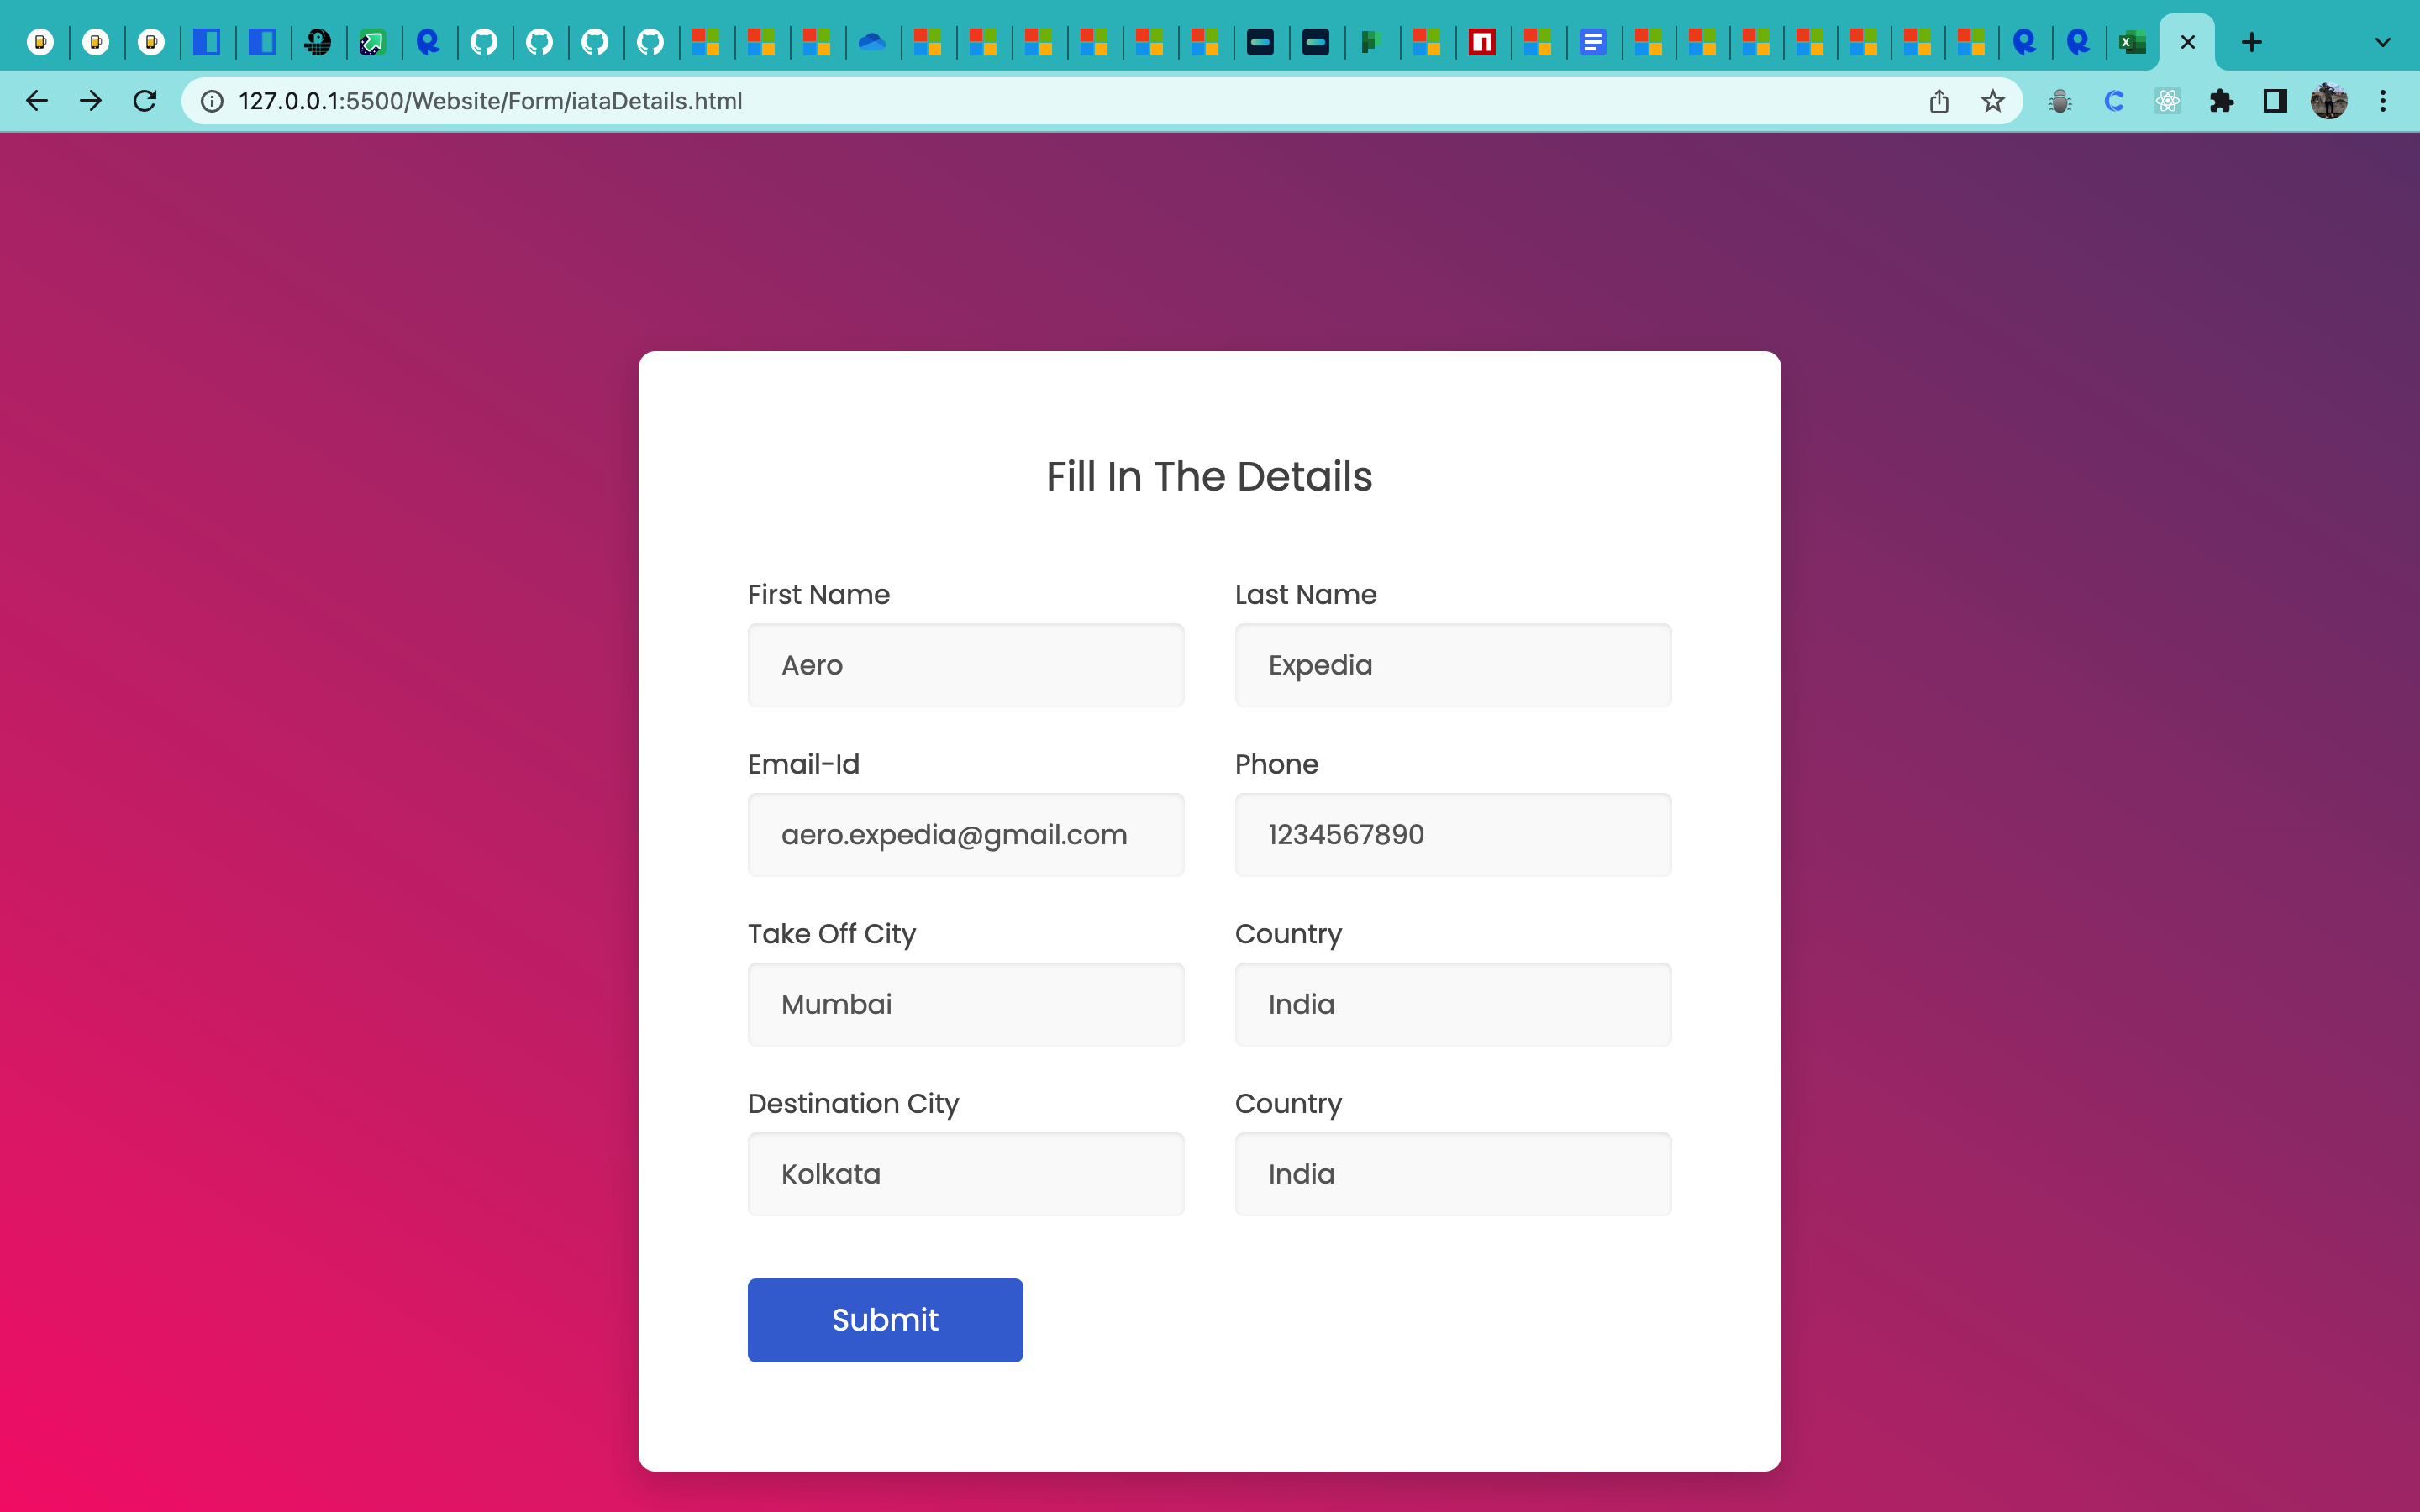 127.0.0.1:5500/Website/Form/iataDetails.html
Fill In The Details
First Name
Last Name
Aero
Expedia
Email-Id
Phone
aero.expedia@gmail.com
1234567890
Take Off City
Country
Mumbai
India
Destination City
Country
Kolkata
India
Submit